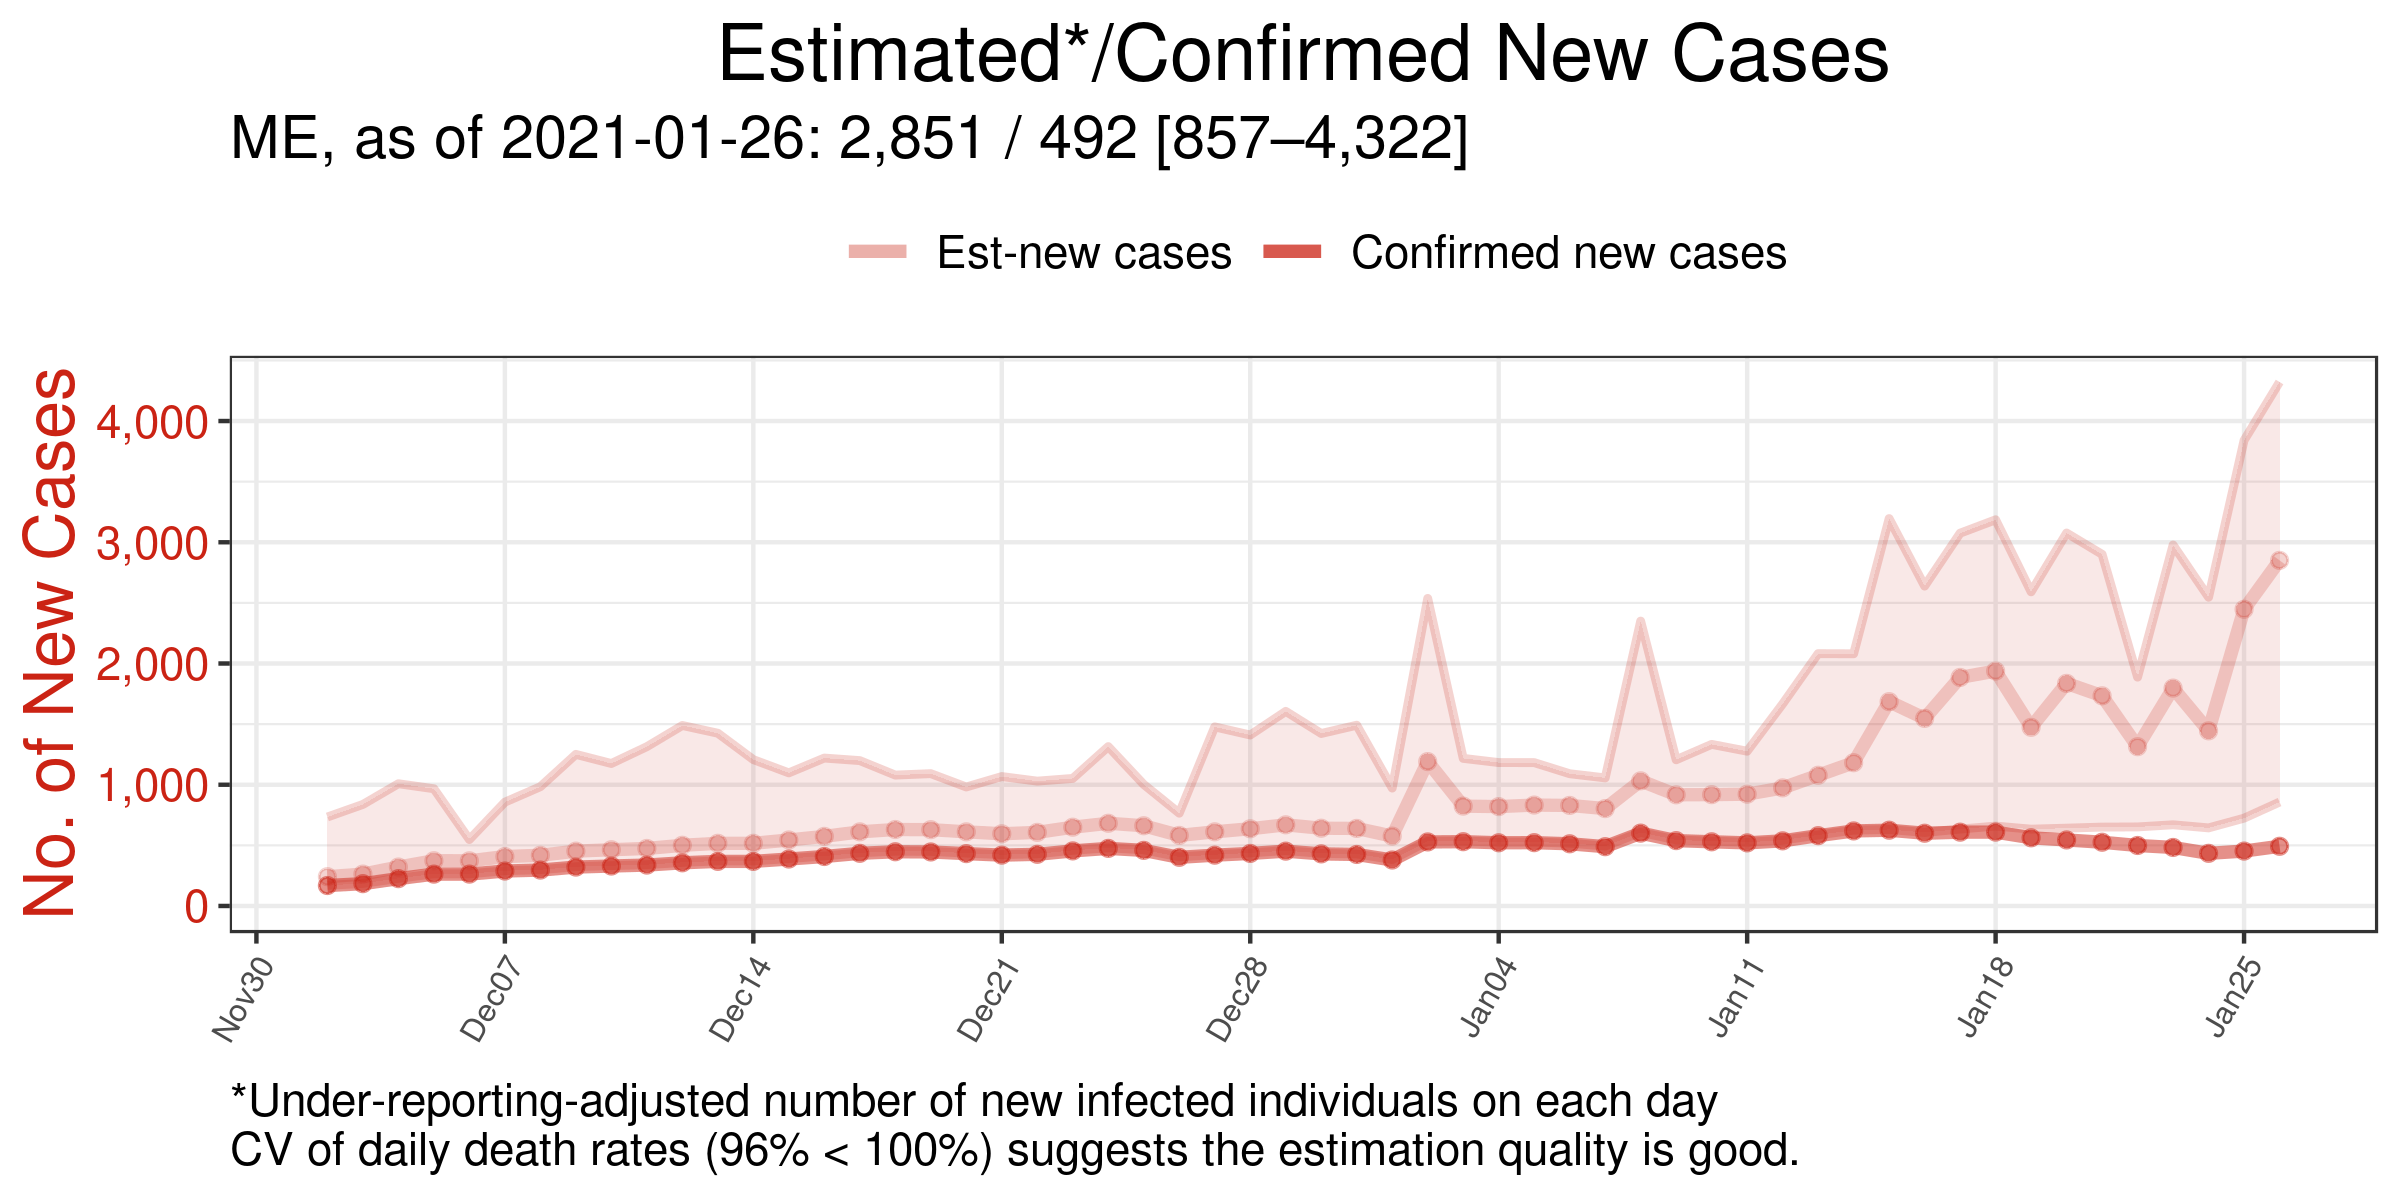 Estimated*/Confirmed New Cases
ME, as of 2021-01-26: 2,851 / 492 [857–4,322]
Est-new cases Confirmed new cases
No. of New Cases
4,000
3,000
2,000
1,000
0
Nov30 Dec07 Dec14 Dec21 Dec28 Jan04 Jan11 Jan18 Jan25
*Under-reporting-adjusted number of new infected individuals on each day
CV of daily death rates (96% < 100%) suggests the estimation quality is good.